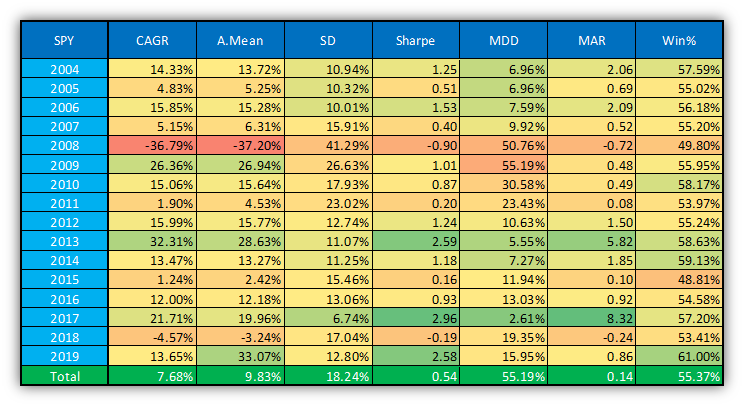 SPY CAGR A.Mean SD Sharpe MDD MAR Win%
2004 14.33% 13.72% 10.94% 1.25 6.96% 2.06 57.59%
2005 4.83% 5.25% 10.32% 0.51 6.96% 0.69 55.02%
2006 15.85% 15.28% 10.01% 1.53 7.59% 2.09 56.18%
2007 5.15% 6.31% 15.91% 0.40 9.92% 0.52 55.20%
2008 -36.79% -37.20% 41.29% -0.90 50.76% -0.72 49.80%
2009 26.36% 26.94% 26.63% 1.01 55.19% 0.48 55.95%
2010 15.06% 15.64% 17.93% 0.87 30.58% 0.49 58.17%
2011 1.90% 4.53% 23.02% 0.20 23.43% 0.08 53.97%
2012 15.99% 15.77% 12.74% 1.24 10.63% 1.50 55.24%
2013 32.31% 28.63% 11.07% 2.59 5.55% 5.82 58.63%
2014 13.47% 13.27% 11.25% 1.18 7.27% 1.85 59.13%
2015 1.24% 2.42% 15.46% 0.16 11.94% 0.10 48.81%
2016 12.00% 12.18% 13.06% 0.93 13.03% 0.92 54.58%
2017 21.71% 19.96% 6.74% 2.96 2.61% 8.32 57.20%
2018 -4.57% -3.24% 17.04% -0.19 19.35% -0.24 53.41%
2019 13.65% 33.07% 12.80% 2.58 15.95% 0.86 61.00%
Total 7.68% 9.83% 18.24% 0.54 55.19% 0.14 55.37%